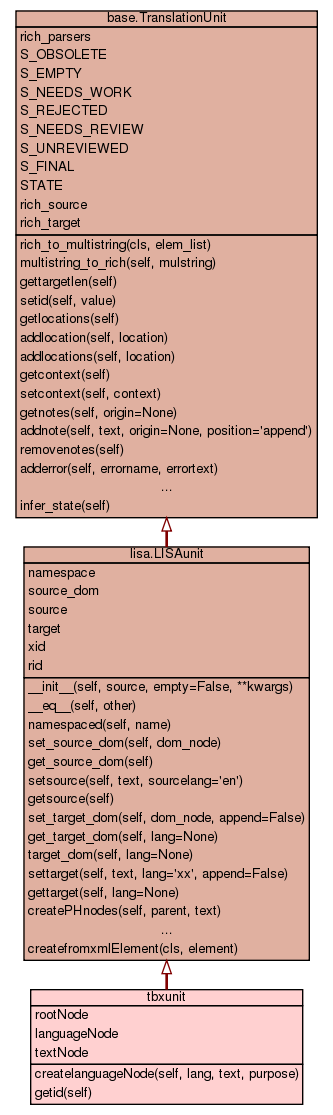 base.TranslationUnit
rich_parsers
S_OBSOLETE
S_EMPTY
S_NEEDS_WORK
S_REJECTED
S_NEEDS_REVIEW
S_UNREVIEWED
S_FINAL
STATE
rich_source
rich_target
rich_to_multistring(cls, elem_list)
multistring_to_rich(self, mulstring)
gettargetlen(self)
setid(self, value)
getlocations(self)
addlocation(self, location)
addlocations(self, location)
getcontext(self)
setcontext(self, context)
getnotes(self, origin=None)
addnote(self, text, origin=None, position='append')
removenotes(self)
adderror(self, errorname, errortext)
...
infer_state(self)
lisa.LISAunit
namespace
source_dom
source
target
xid
rid
__init__(self, source, empty=False, **kwargs)
__eq__(self, other)
namespaced(self, name)
set_source_dom(self, dom_node)
get_source_dom(self)
setsource(self, text, sourcelang='en')
getsource(self)
set_target_dom(self, dom_node, append=False)
get_target_dom(self, lang=None)
target_dom(self, lang=None)
settarget(self, text, lang='xx', append=False)
gettarget(self, lang=None)
createPHnodes(self, parent, text)
...
createfromxmlElement(cls, element)
tbxunit
rootNode
languageNode
textNode
createlanguageNode(self, lang, text, purpose)
getid(self)